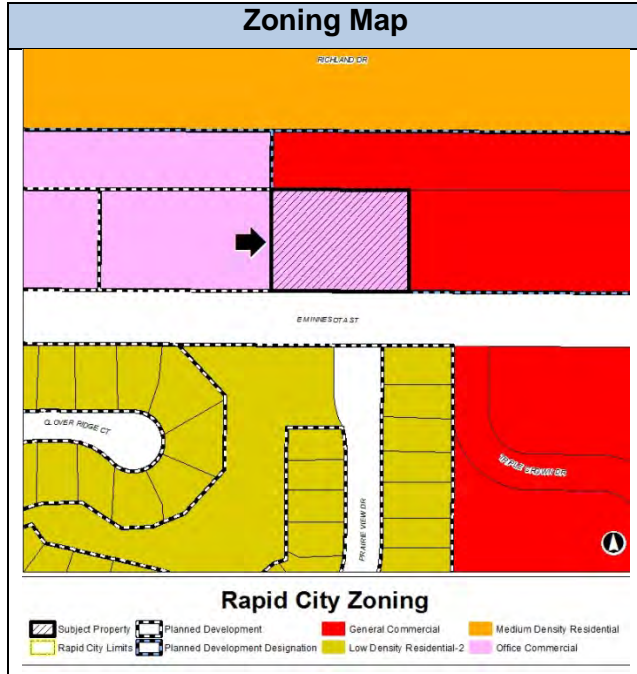 Zoning Map
RICHLAND DR
E MINNESOTA ST
CLOVER RIDGE CT
TRIPLE CROWN DR
PRAIRIE VIEW DR
Rapid City Zoning
Subject Property Planned Development General Commercial Medium Density Residential
Rapid City Limits Planned Development Designation Low Density Residential-2 Office Commercial